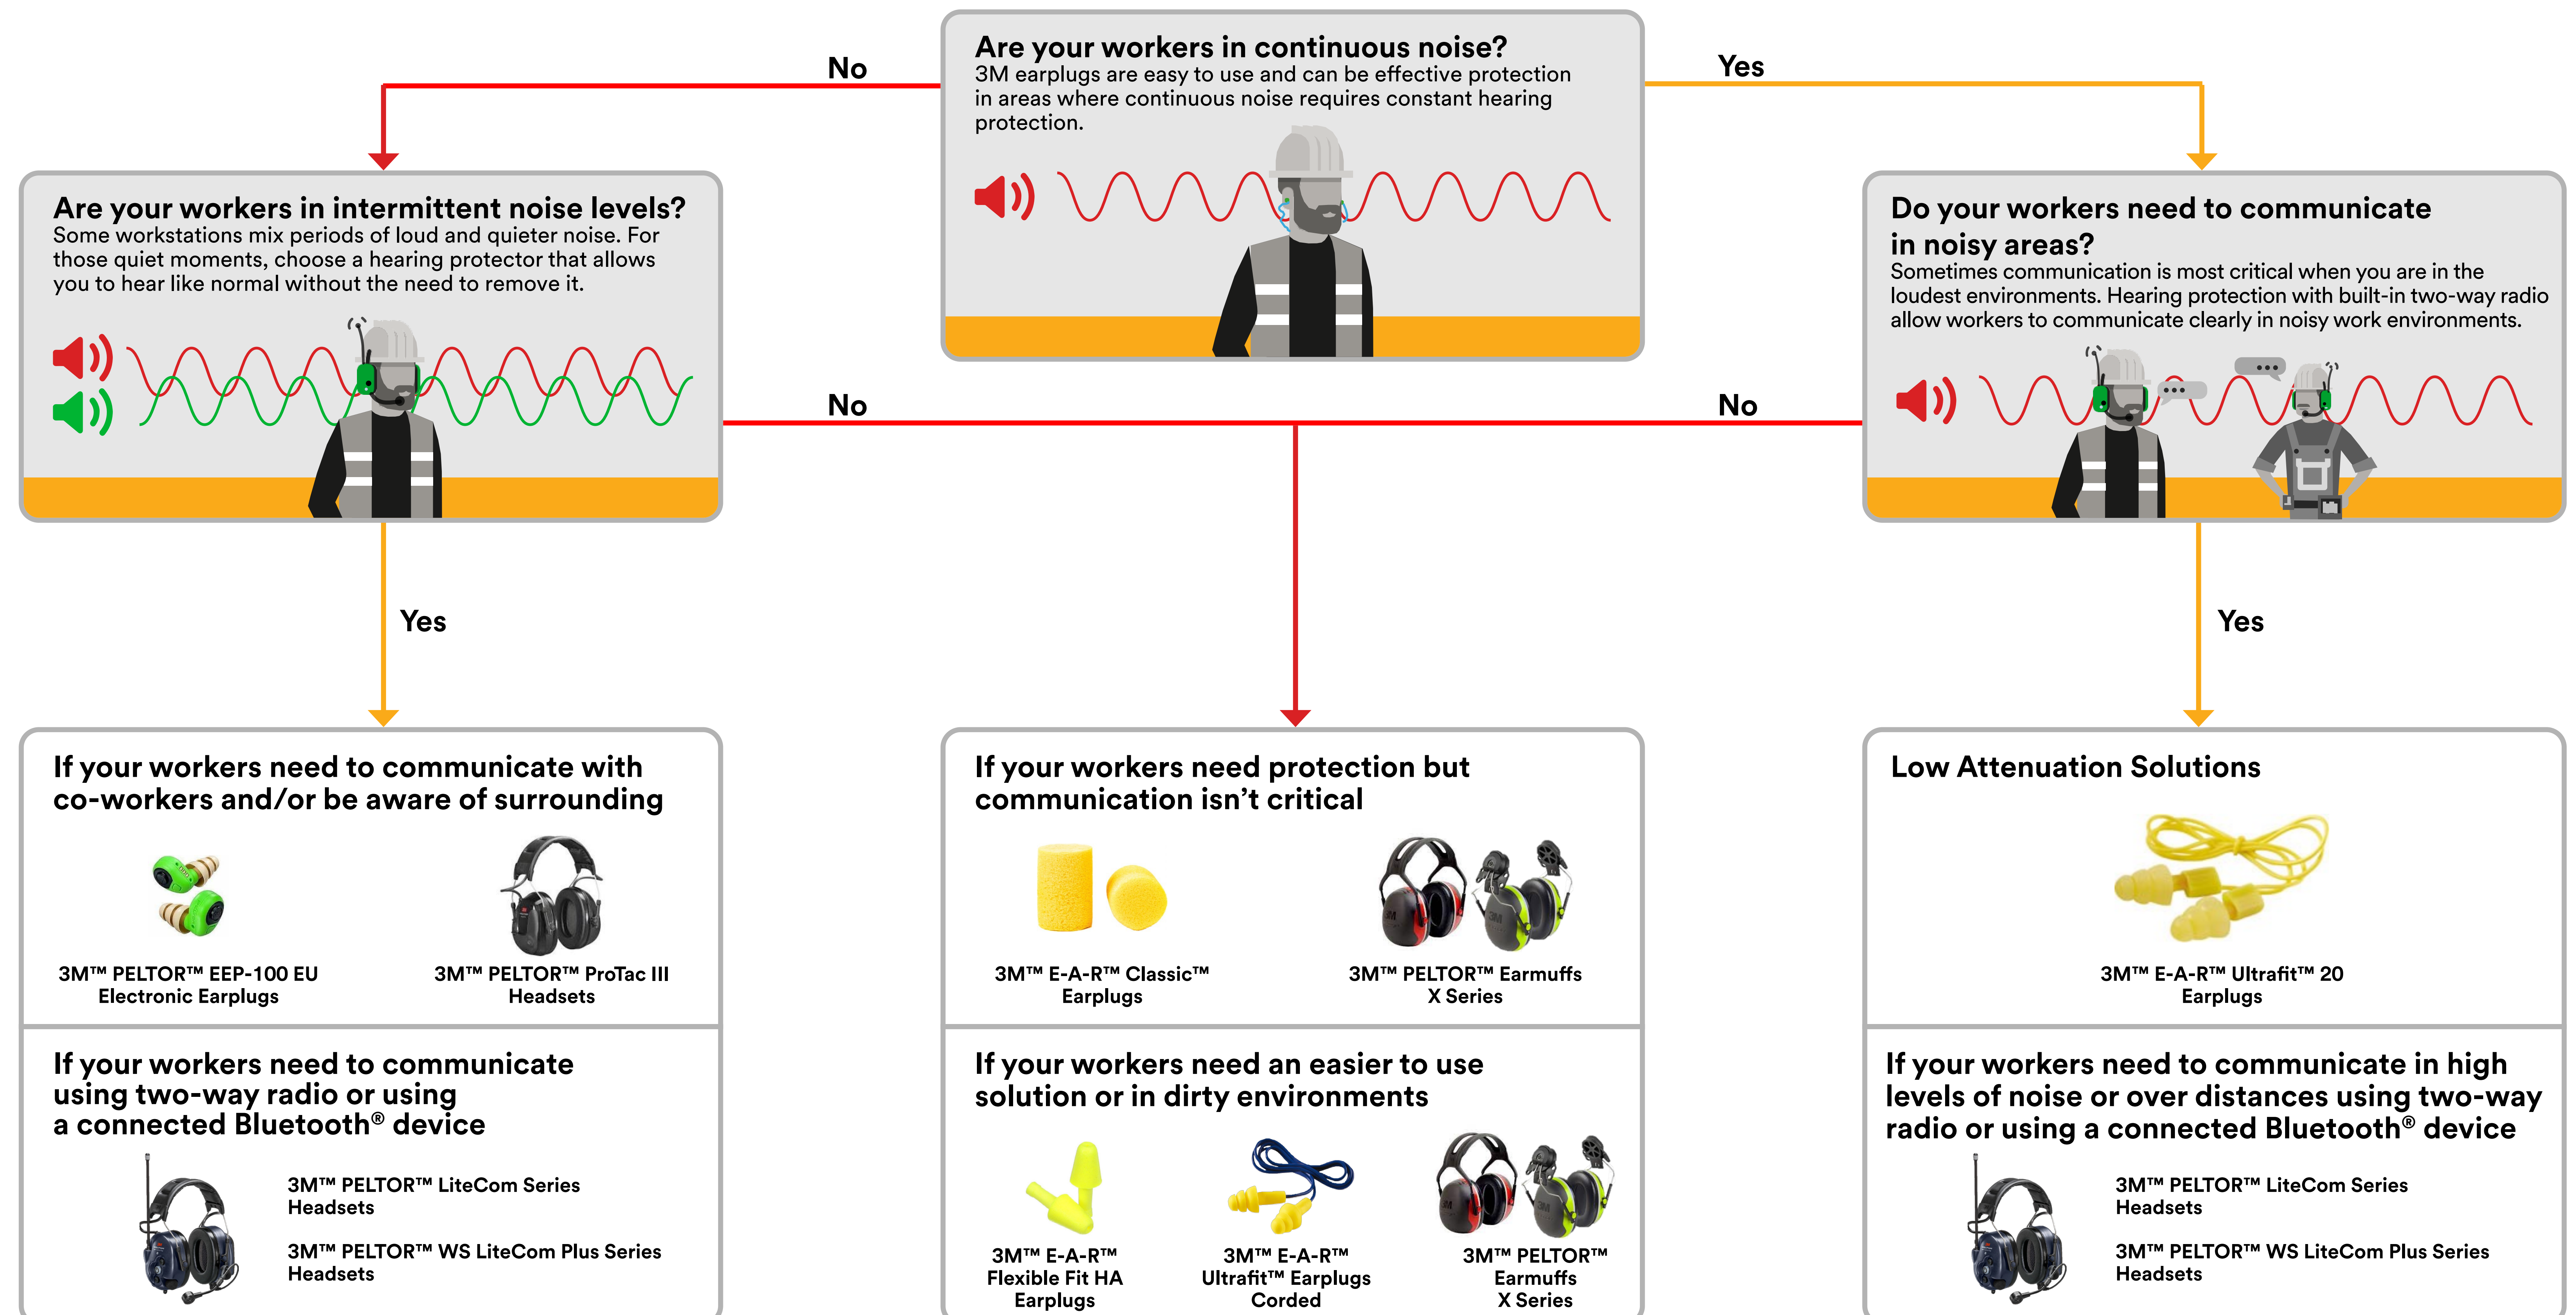 Are your workers in continuous noise?
3M earplugs are easy to use and can be effective protection
in areas where continuous noise requires constant hearing
protection.
No
Yes
Are your workers in intermittent noise levels?
Some workstations mix periods of loud and quieter noise. For
those quiet moments, choose a hearing protector that allows
you to hear like normal without the need to remove it.
Do your workers need to communicate
in noisy areas?
Sometimes communication is most critical when you are in the
loudest environments. Hearing protection with built-in two-way radio
allow workers to communicate clearly in noisy work environments.
No
No
Yes
Yes
If your workers need to communicate with
co-workers and/or be aware of surrounding
3M™ PELTOR™ EEP-100 EU
Electronic Earplugs
3M™ PELTOR™ ProTac III
Headsets
If your workers need to communicate
using two-way radio or using
a connected Bluetooth® device
3M™ PELTOR™ LiteCom Series
Headsets
3M™ PELTOR™ WS LiteCom Plus Series
Headsets
If your workers need protection but
communication isn't critical
3M™ E-A-R™ Classic™
Earplugs
3M
3M
3M™ PELTOR™ Earmuffs
X Series
If your workers need an easier to use
solution or in dirty environments
3M™ E-A-R™
Flexible Fit HA
Earplugs
3M™ E-A-R™
Ultrafit™ Earplugs
Corded
3M
3M
3M™ PELTOR™
Earmuffs
X Series
Low Attenuation Solutions
3M™ E-A-R™ Ultrafit™ 20
Earplugs
If your workers need to communicate in high
levels of noise or over distances using two-way
radio or using a connected Bluetooth® device
3M™ PELTOR™ LiteCom Series
Headsets
3M™ PELTOR™ WS LiteCom Plus Series
Headsets